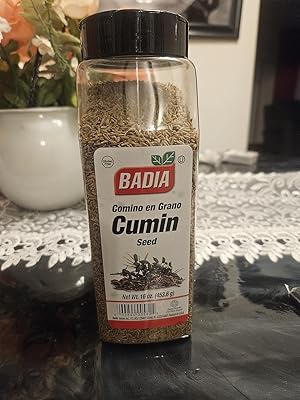 BADIA
Comino en Grano
Cumin
Seed
Net Wt. 16 oz. (453.6 g)